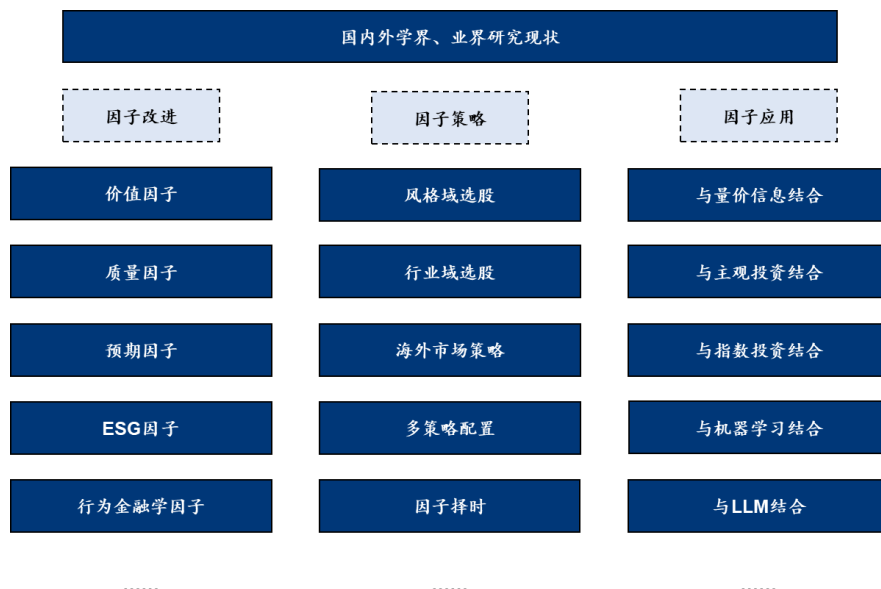 国内外学界、业界研究现状
因子改进
因子策略
因子应用
价值因子
风格域选股
与量价信息结合
质量因子
行业域选股
与主观投资结合
预期因子
海外市场策略
与指数投资结合
ESG因子
多策略配置
与机器学习结合
行为金融学因子
因子择时
与LLM结合
……
……
……